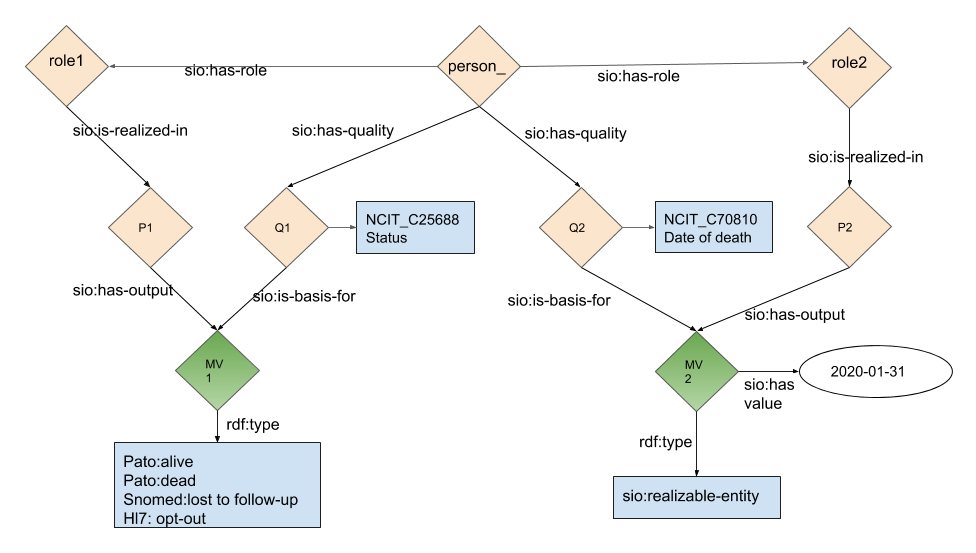 role1
sio:has-role
person_
sio:has-role
role2
sio:is-realized-in
sio:has-quality
sio:has-quality
sio:is-realized-in
P1
Q1
NCIT_C25688
Status
Q2
NCIT_C70810
Date of death
P2
sio:has-output
sio:is-basis-for
sio:is-basis-for
sio:has-output
MV
1
MV
2
sio:has
value
2020-01-31
rdf:type
rdf:type
Pato:alive
Pato:dead
Snomed:lost to follow-up
Hl7: opt-out
sio:realizable-entity